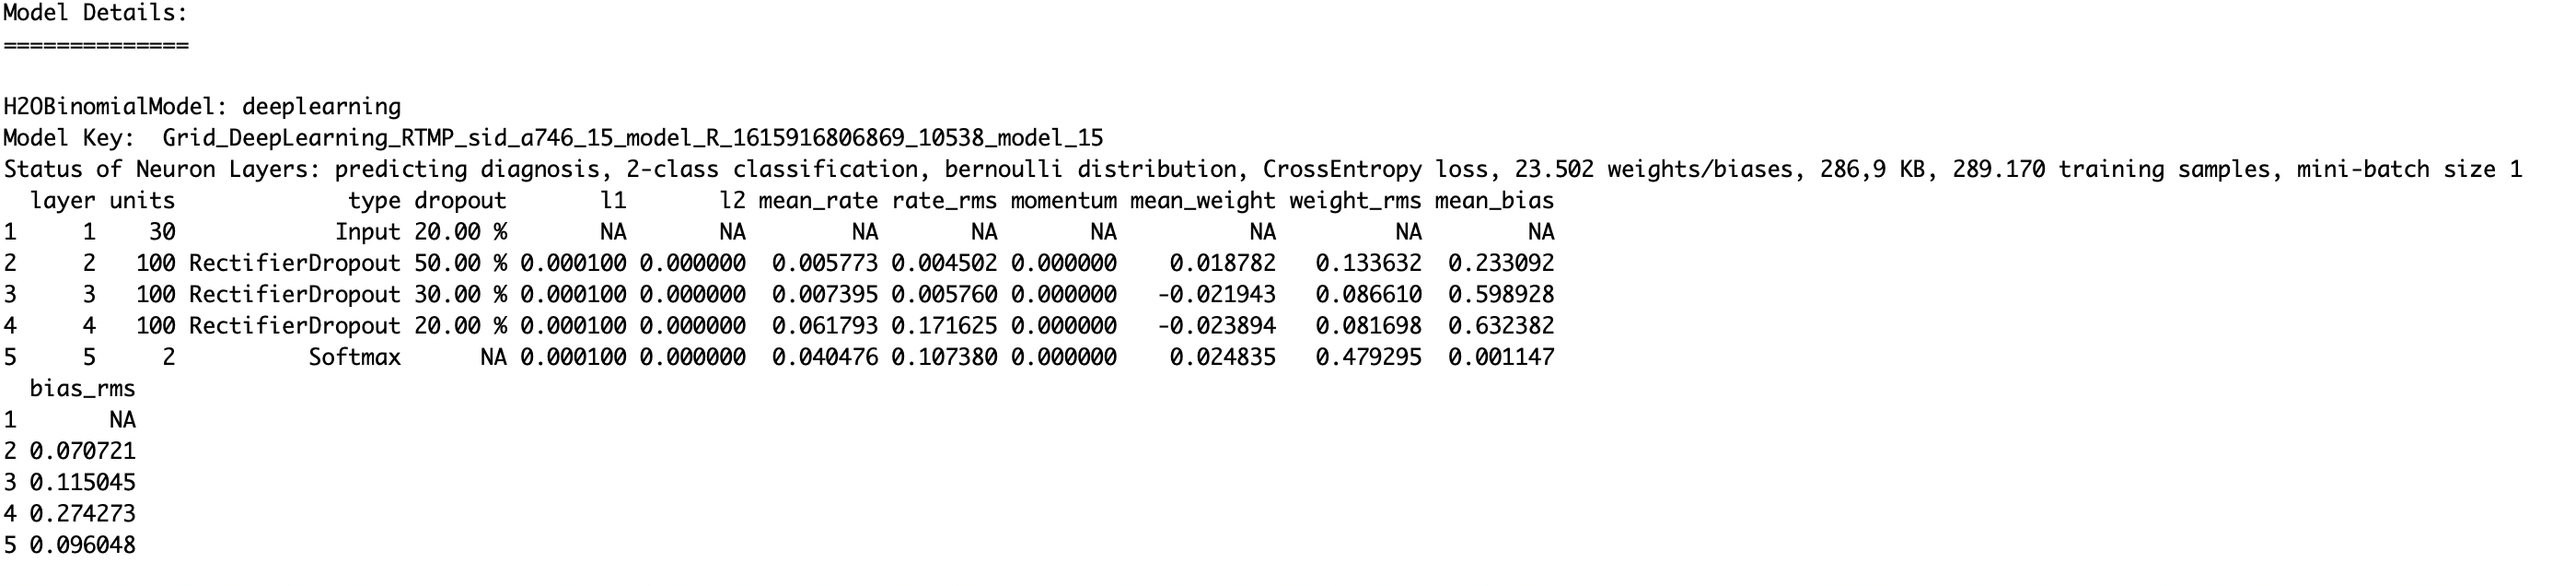 Model Details:
==============
H2OBinomialModel: deeplearning
Model Key:  Grid_DeepLearning_RTMP_sid_a746_15_model_R_1615916806869_10538_model_15
Status of Neuron Layers: predicting diagnosis, 2-class classification, bernoulli distribution, CrossEntropy loss, 23.502 weights/biases, 286,9 KB, 289.170 training samples, mini-batch size 1
  layer units             type dropout       l1       l2 mean_rate rate_rms momentum mean_weight weight_rms mean_bias
1     1    30            Input 20.00 %       NA       NA        NA       NA       NA          NA         NA        NA
2     2   100 RectifierDropout 50.00 % 0.000100 0.000000  0.005773 0.004502 0.000000    0.018782   0.133632  0.233092
3     3   100 RectifierDropout 30.00 % 0.000100 0.000000  0.007395 0.005760 0.000000   -0.021943   0.086610  0.598928
4     4   100 RectifierDropout 20.00 % 0.000100 0.000000  0.061793 0.171625 0.000000   -0.023894   0.081698  0.632382
5     5     2          Softmax      NA 0.000100 0.000000  0.040476 0.107380 0.000000    0.024835   0.479295  0.001147
  bias_rms
1       NA
2 0.070721
3 0.115045
4 0.274273
5 0.096048